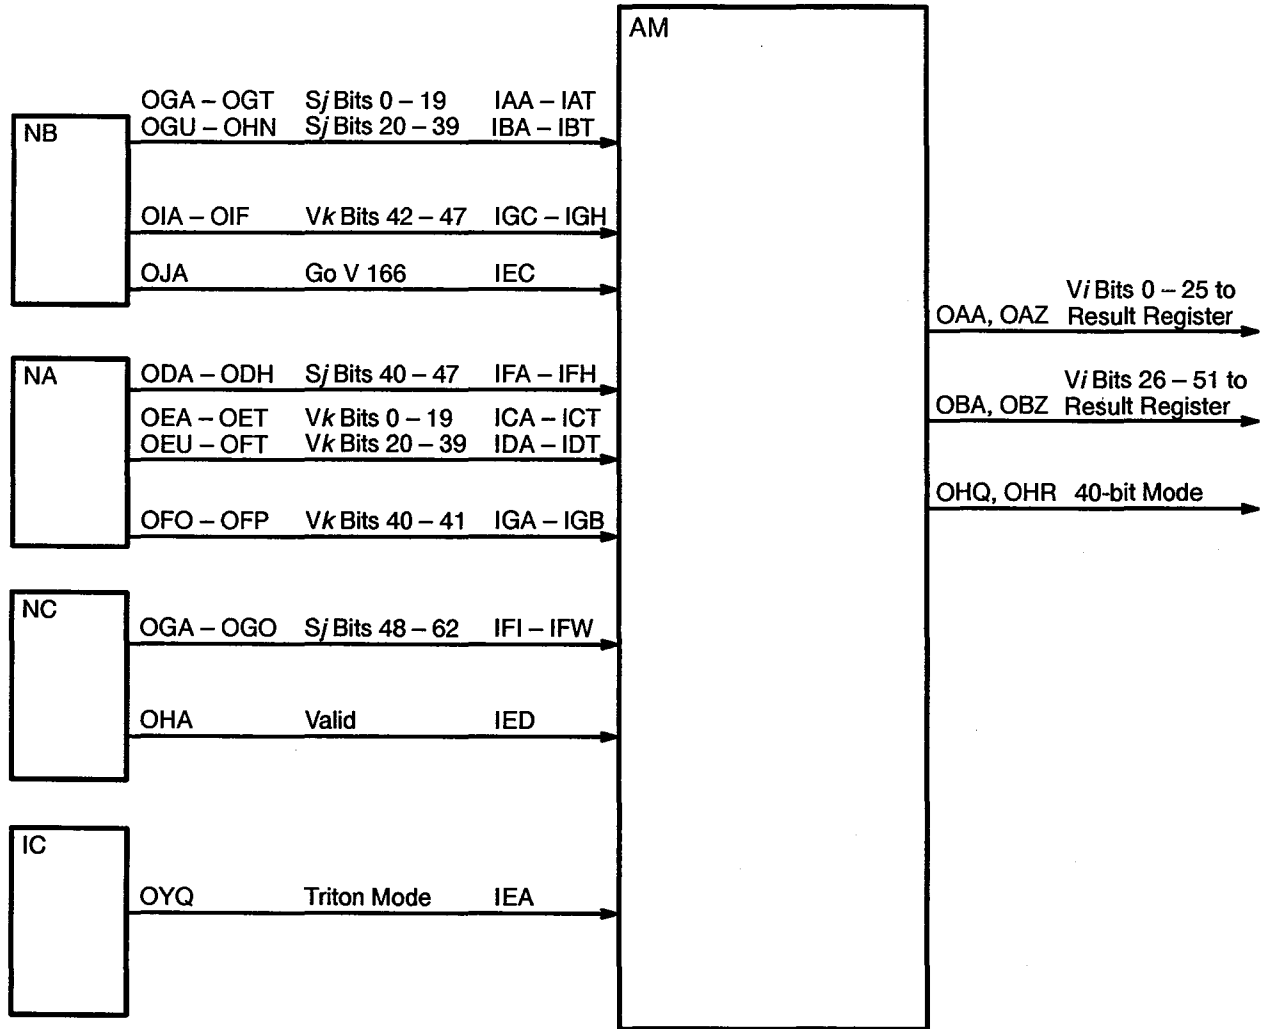 AM
NB
OGA – OGT Sj Bits 0 – 19 IAA – IAT
OGU – OHN Sj Bits 20 – 39 IBA – IBT
OIA – OIF Vk Bits 42 – 47 IGC – IGH
OJA Go V 166 IEC
NA
ODA – ODH Sj Bits 40 – 47 IFA – IFH
OEA – OET Vk Bits 0 – 19 ICA – ICT
OEU – OFT Vk Bits 20 – 39 IDA – IDT
OFO – OFP Vk Bits 40 – 41 IGA – IGB
NC
OGA – OGO Sj Bits 48 – 62 IFI – IFW
OHA Valid IED
IC
OYQ Triton Mode IEA
Vi Bits 0 – 25 to
OAA, OAZ Result Register
Vi Bits 26 – 51 to
OBA, OBZ Result Register
OHQ, OHR 40-bit Mode